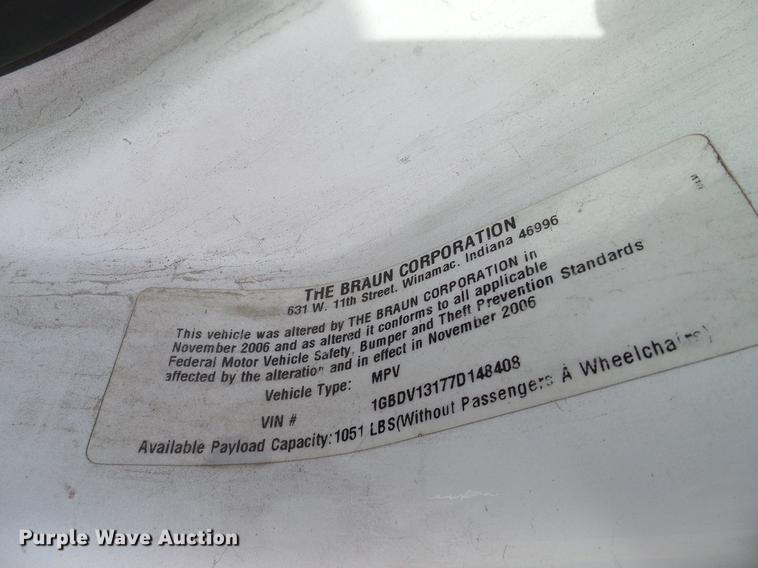 THE BRAUN CORPORATION
631 W. 11th Street. Winamac. Indiana 46996
This vehicle was altered by THE BRAUN CORPORATION in
November 2006 and as altered it conforms to all applicable
Federal Motor Vehicle Safety, Bumper and Theft Prevention Standards
affected by the alteration and in effect in November 2006
Vehicle Type: MPV
VIN # 1GBDV13177D148408
Available Payload Capacity:1051 LBS(Without Passengers & Wheelchairs)
Purple Wave Auction